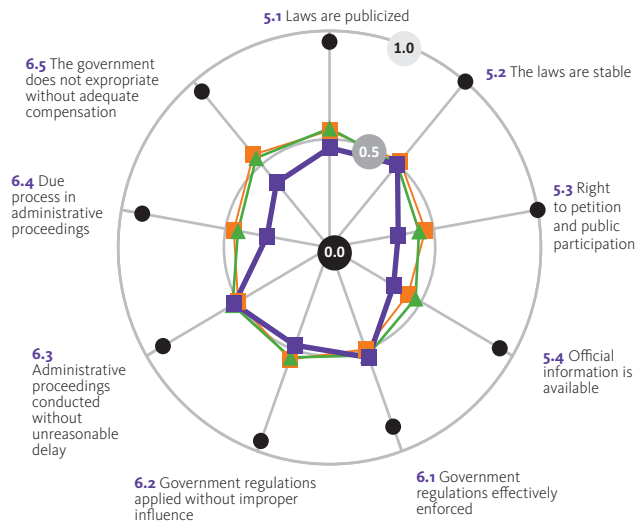 5.1 Laws are publicized
1.0
5.2 The laws are stable
0.5
5.3 Right
to petition
and public
participation
0.0
5.4 Official
information is
available
6.1 Government
regulations effectively
enforced
6.2 Government regulations
applied without improper
influence
6.3
Administrative
proceedings
conducted
without
unreasonable
delay
6.4 Due
process in
administrative
proceedings
6.5 The government
does not expropriate
without adequate
compensation